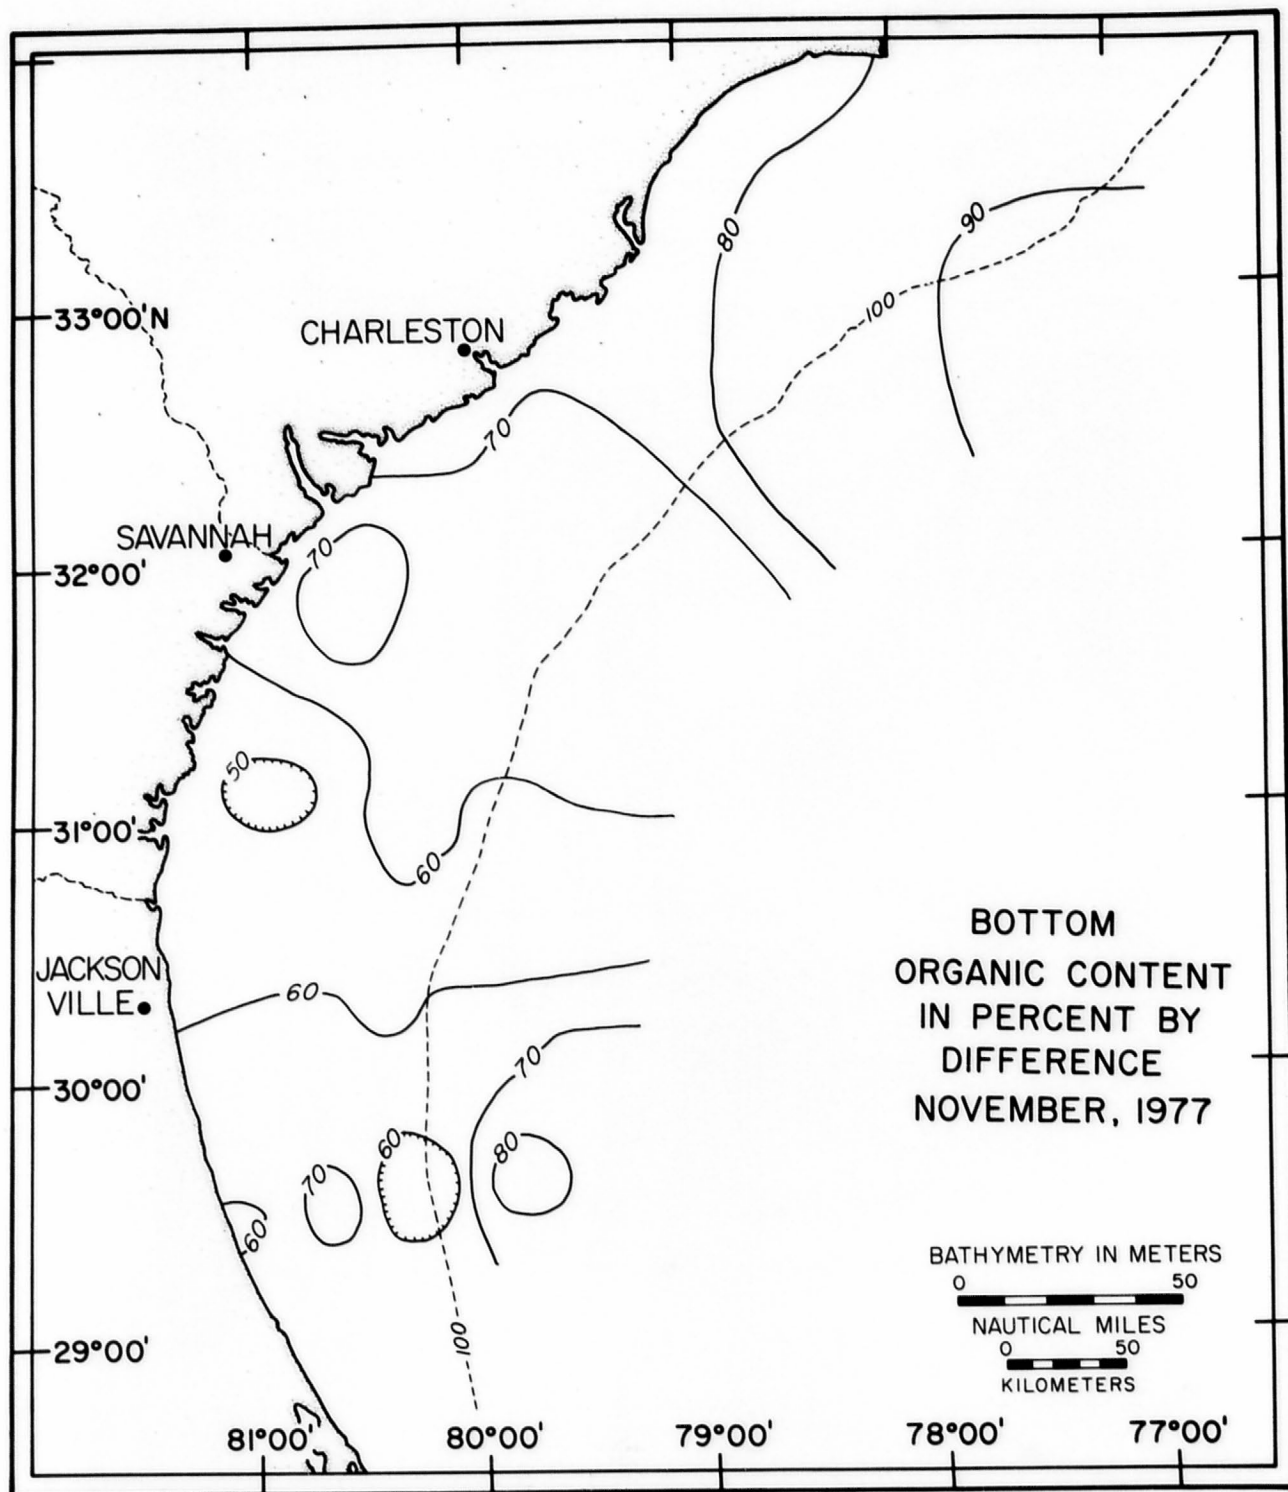 80
90
33°00'N
100
CHARLESTON
70
SAVANNAH
70
32°00'
50
31°00'
60
BOTTOM
ORGANIC CONTENT
IN PERCENT BY
DIFFERENCE
NOVEMBER, 1977
JACKSON
VILLE
60
70
30°00'
60
80
70
60
BATHYMETRY IN METERS
0 50
NAUTICAL MILES
0 50
KILOMETERS
100
29°00'
81°00' 80°00' 79°00' 78°00' 77°00'